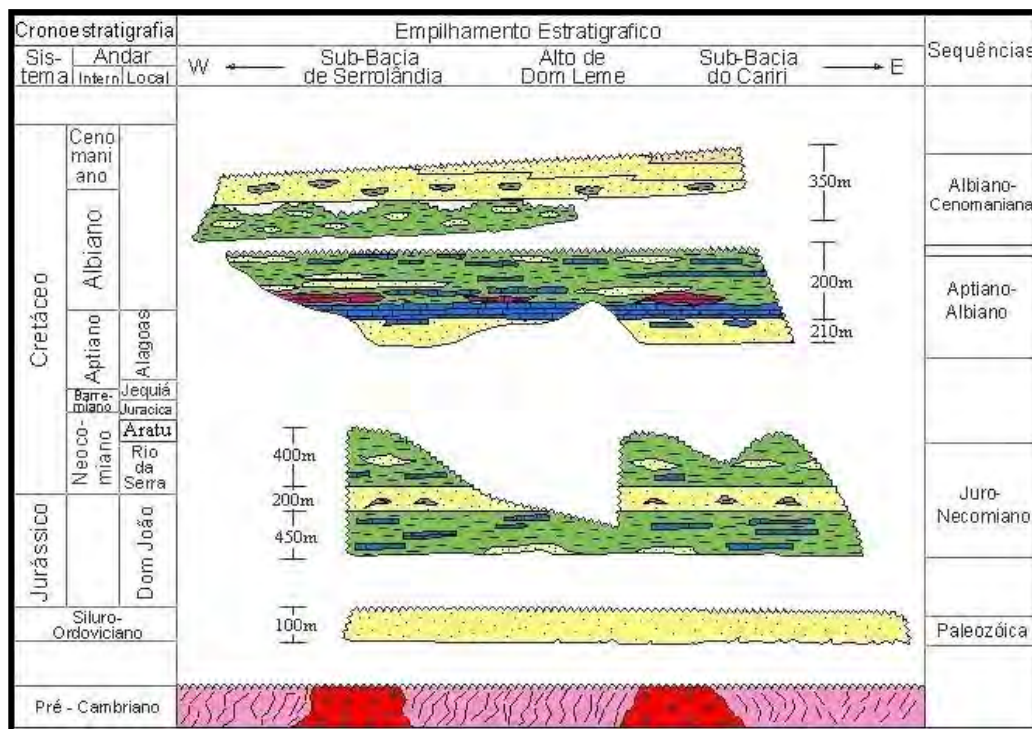 Cronoestratigrafia
Empilhamento Estratigrafico
Sequências
Sis-
tema
Andar
Intern
Local
W
Sub-Bacia
de Serrolândia
Alto de
Dom Leme
Sub-Bacia
do Cariri
E
Cretáceo
Ceno
mani
ano
Albiano
Aptiano
Barre-
miano
Neoco-
miano
Alagoas
Jequiá
Juracica
Aratu
Rio
da
Serra
Jurássico
Dom João
Siluro-
Ordoviciano
Pré - Cambriano
350m
200m
210m
400m
200m
450m
100m
Albiano-
Cenomaniana
Aptiano-
Albiano
Juro-
Necomiano
Paleozóica